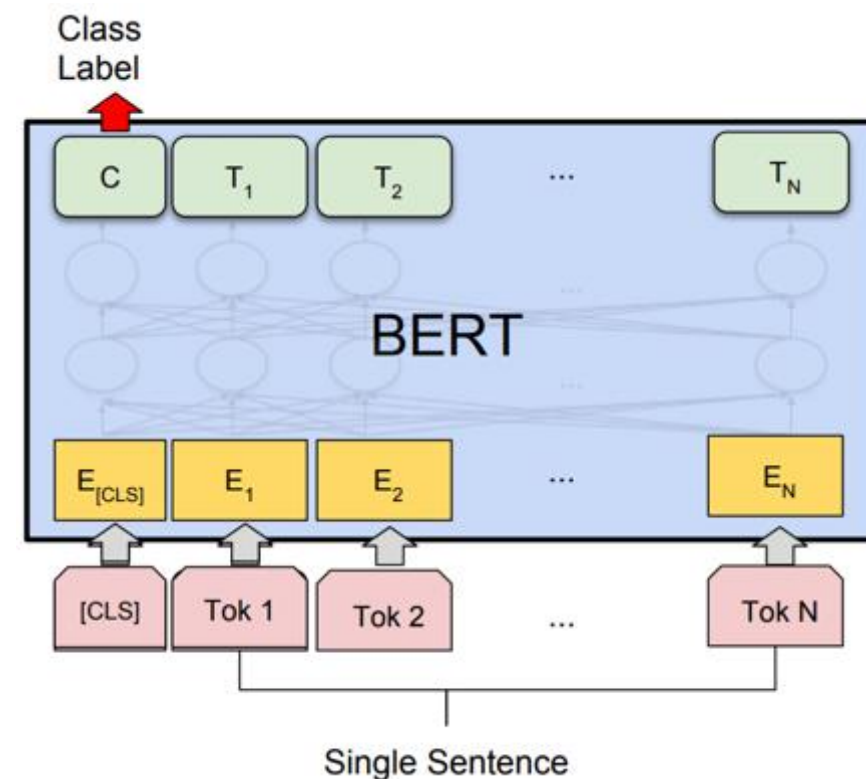 Class
Label
C T1 T2 ... TN
...
BERT
...
E[CLS] E1 E2 ... EN
[CLS] Tok 1 Tok 2 ... Tok N
Single Sentence